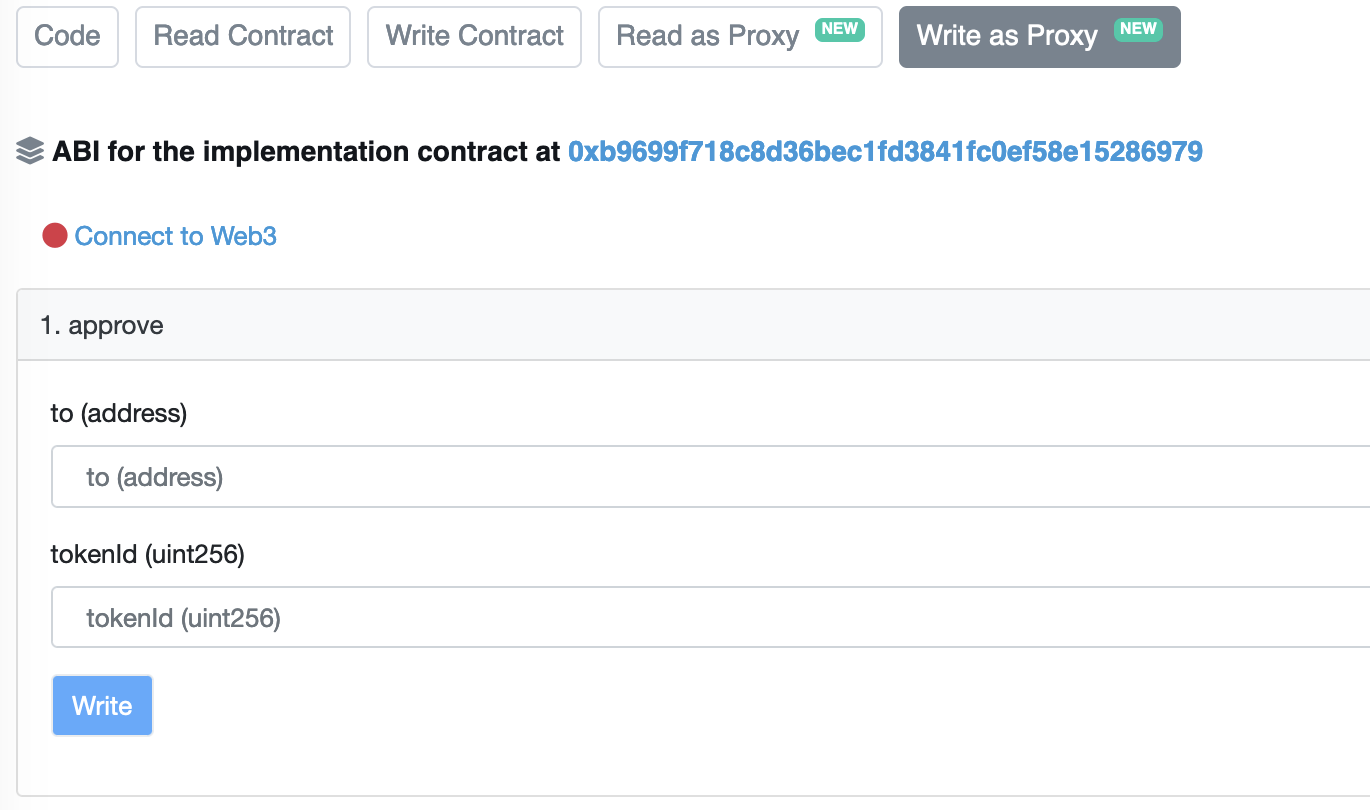 Code Read Contract Write Contract Read as Proxy NEW Write as Proxy NEW
ABI for the implementation contract at 0xb9699f718c8d36bec1fd3841fc0ef58e15286979
Connect to Web3
1. approve
to (address)
to (address)
tokenId (uint256)
tokenId (uint256)
Write